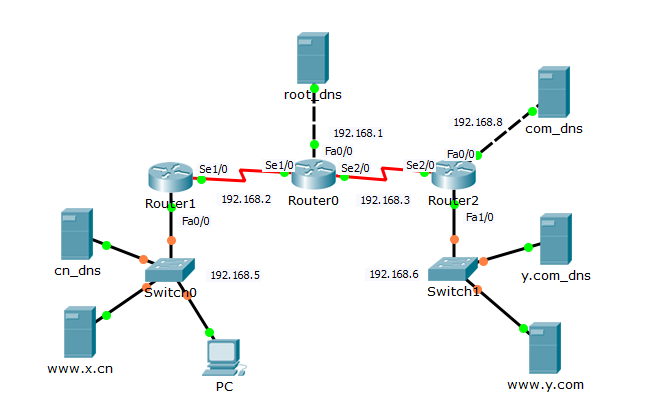 root_dns
192.168.1
Fa0/0
192.168.8
com_dns
Fa0/0
Se1/0
Se1/0
Se2/0
Se2/0
Router1
192.168.2
Router0
192.168.3
Router2
Fa0/0
Fa1/0
cn_dns
Switch0
192.168.5
192.168.6
Switch1
y.com_dns
www.x.cn
PC
www.y.com